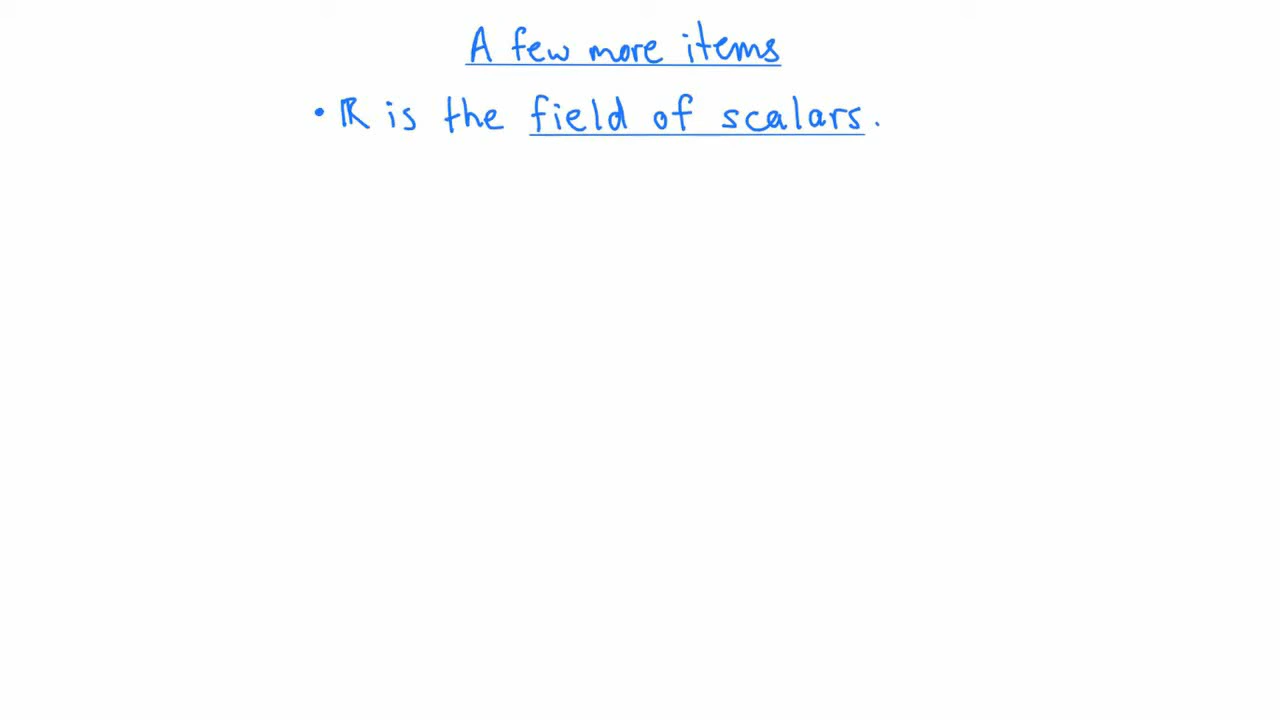 A few more items
• ℝ is the field of scalars.